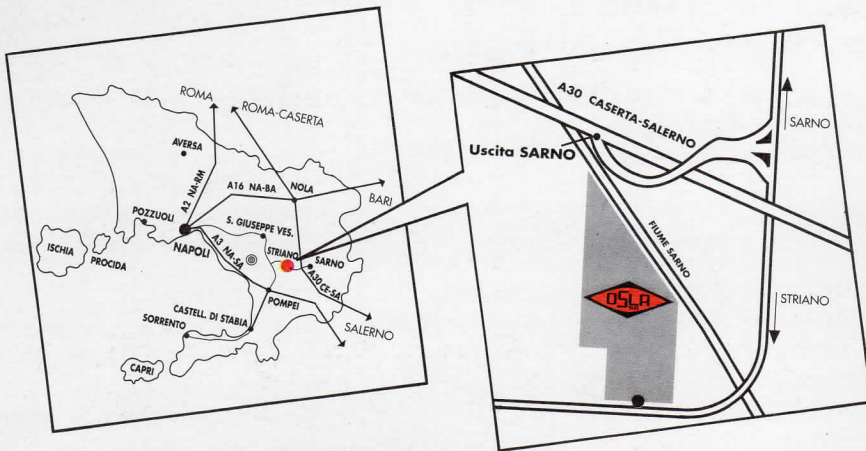 ROMA
ROMA-CASERTA
AVERSA
A2 NA-RM
A16 NA-BA
NOLA
BARI
POZZUOLI
S. GIUSEPPE VES.
NAPOLI
A3 NA-SA
STRIANO
SARNO
A30 CE-SA
ISCHIA
PROCIDA
POMPEI
CASTELL. DI STABIA
SALERNO
SORRENTO
CAPRI
A30 CASERTA-SALERNO
SARNO
Uscita SARNO
FIUME SARNO
OSLA
STRIANO